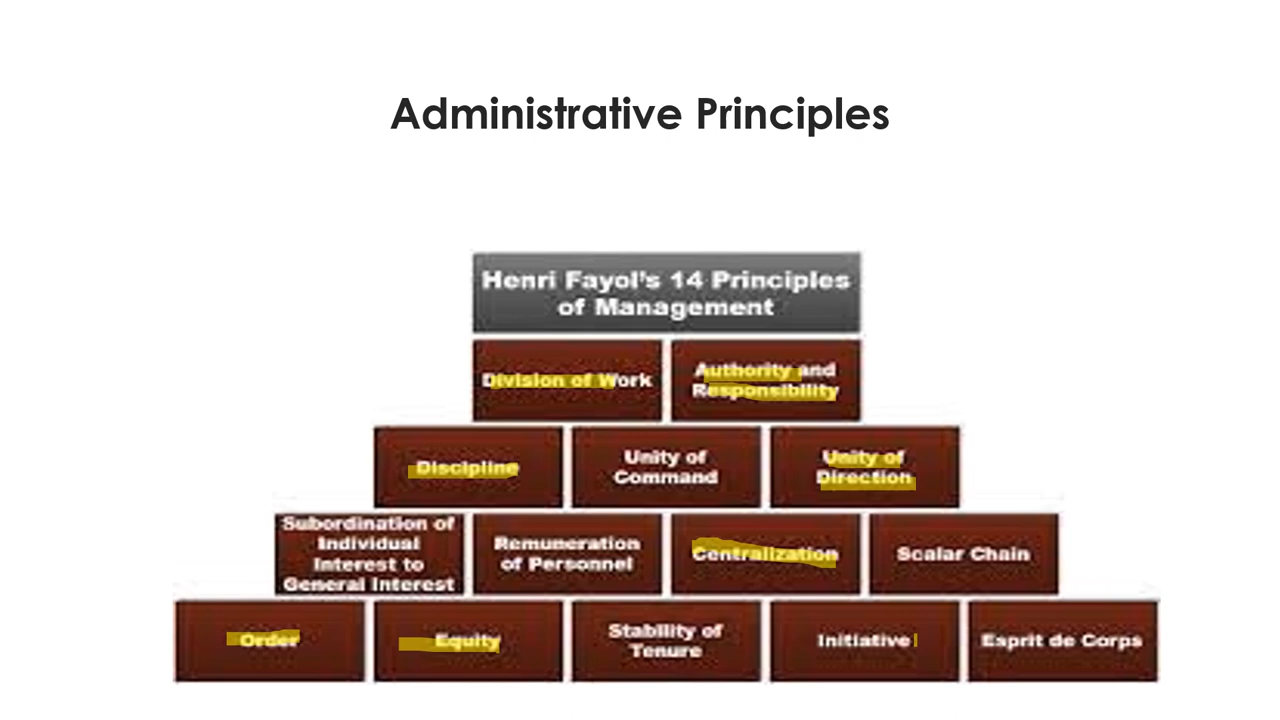 Administrative Principles
Henri Fayol's 14 Principles
of Management
Division of Work
Authority and
Responsibility
Discipline
Unity of
Command
Unity of
Direction
Subordination of
Individual
Interest to
General Interest
Remuneration
of Personnel
Centralization
Scalar Chain
Order
Equity
Stability of
Tenure
Initiative
Esprit de Corps